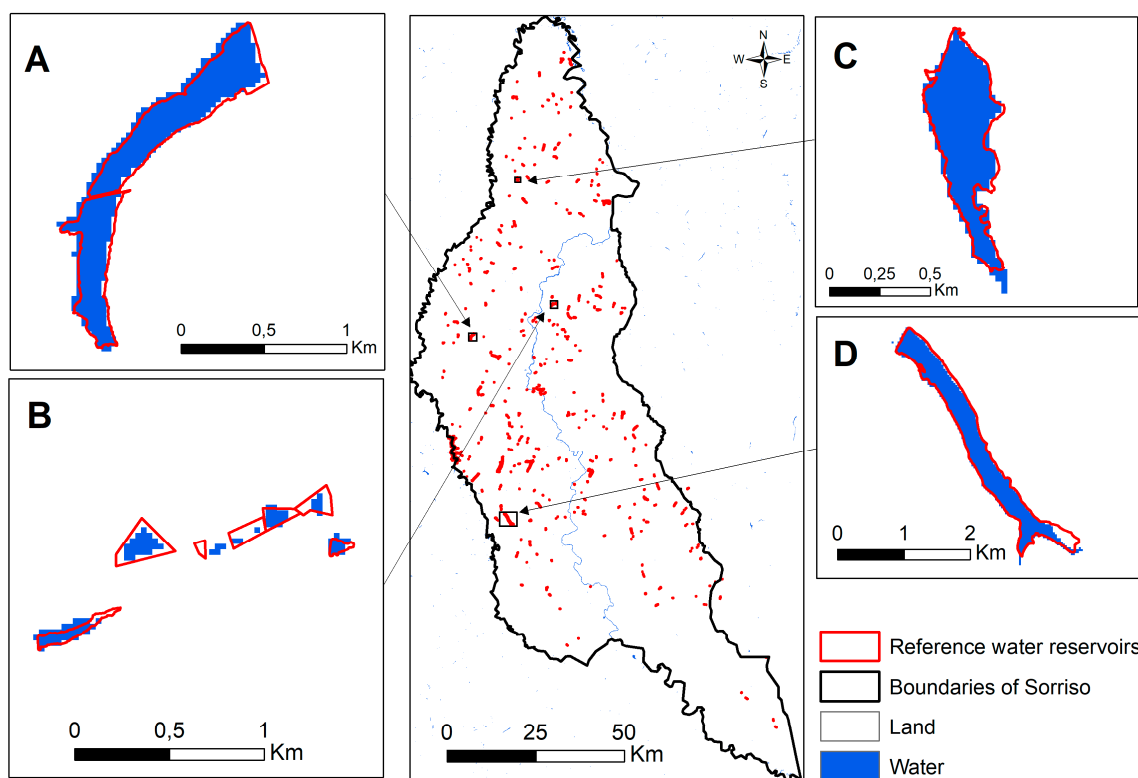 A
0 0,5 1
Km
B
0 0,5 1
Km
N
W E
S
0 25 50
Km
C
0 0,25 0,5
Km
D
0 1 2
Km
Reference water reservoirs
Boundaries of Sorriso
Land
Water